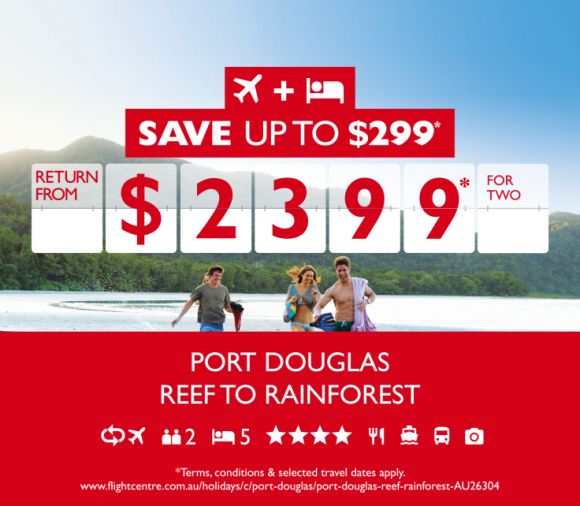 SAVE UP TO $299*
RETURN FROM $2399* FOR TWO
PORT DOUGLAS
REEF TO RAINFOREST
2 5
*Terms, conditions & selected travel dates apply.
www.flightcentre.com.au/holidays/c/port-douglas/port-douglas-reef-rainforest-AU26304